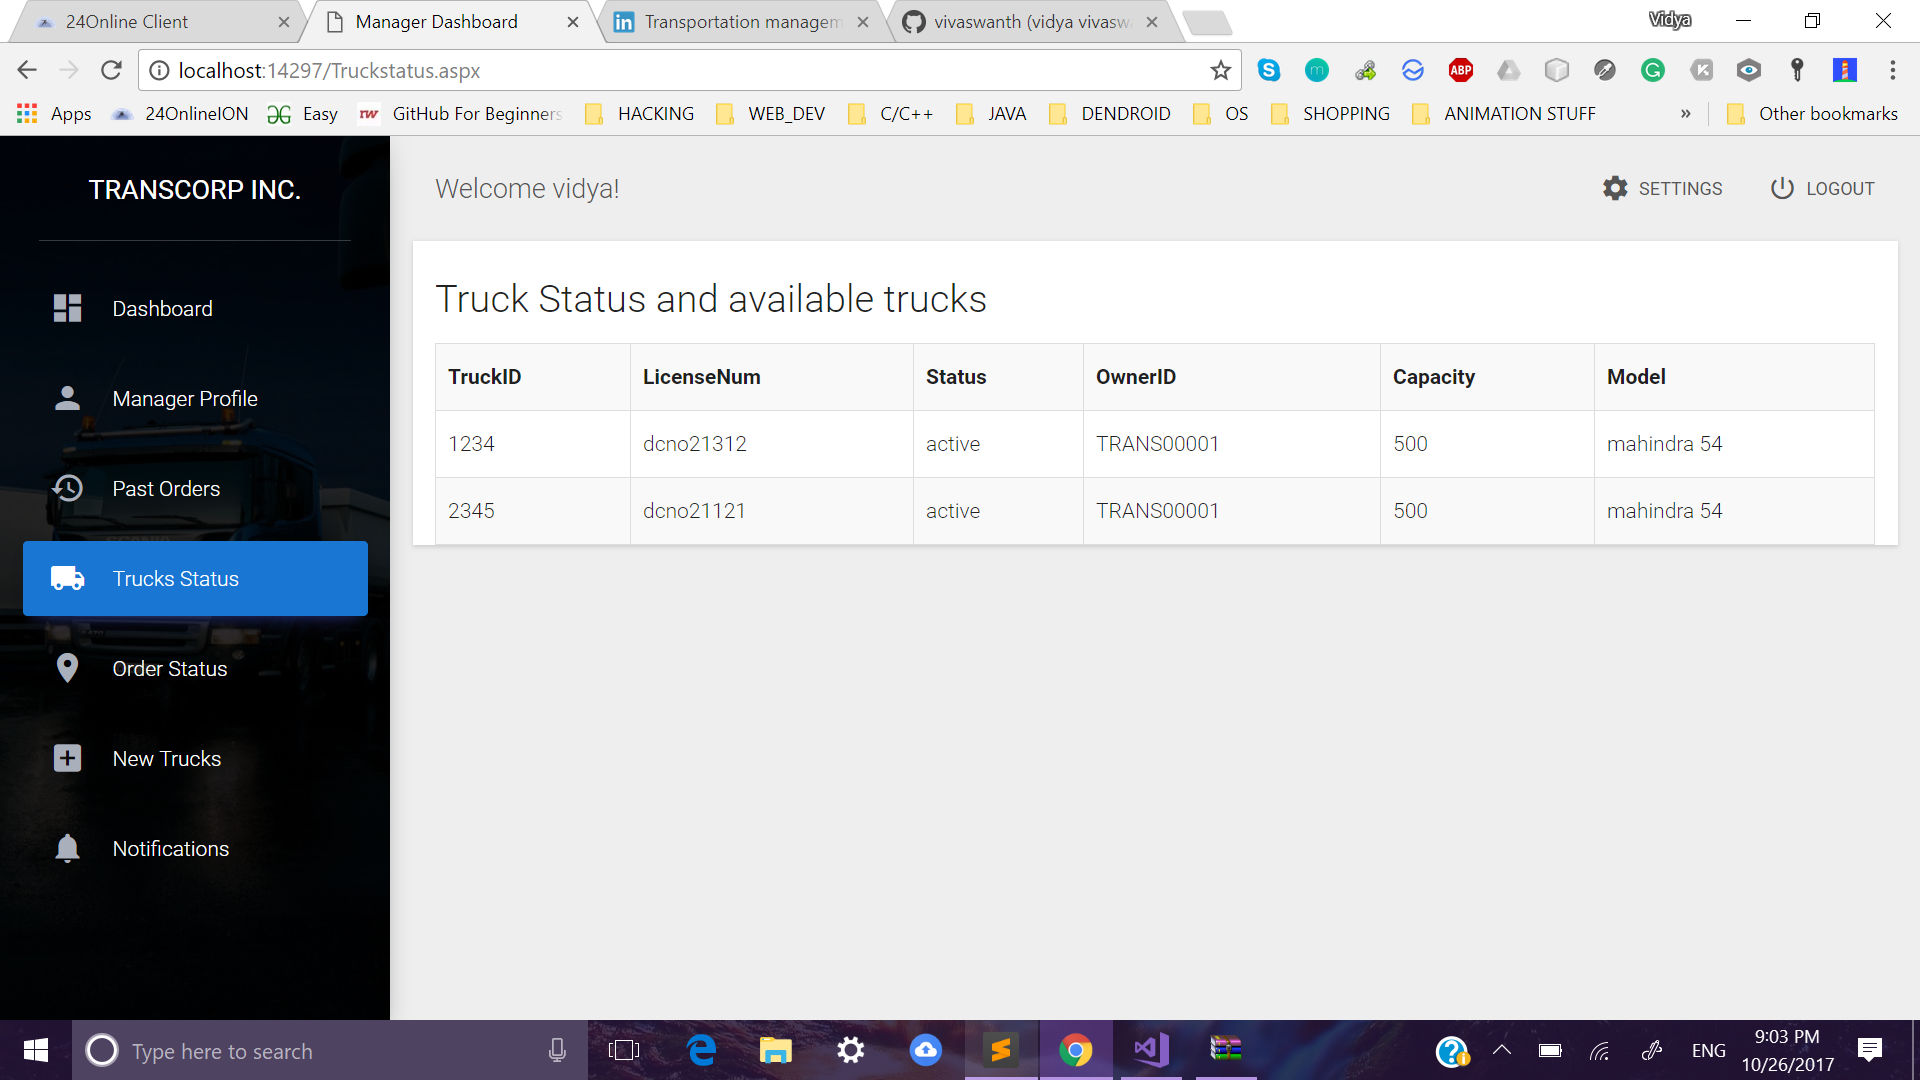 24Online Client
Manager Dashboard
Transportation managem
vivaswanth (vidya vivasw
Vidya
localhost:14297/Truckstatus.aspx
ABP
Apps
24OnlineION
Easy
GitHub For Beginners
HACKING
WEB_DEV
C/C++
JAVA
DENDROID
OS
SHOPPING
ANIMATION STUFF
»
Other bookmarks
TRANSCORP INC.
Welcome vidya!
SETTINGS
LOGOUT
Dashboard
Manager Profile
Past Orders
Trucks Status
Order Status
New Trucks
Notifications
Truck Status and available trucks
TruckID LicenseNum Status OwnerID Capacity Model
1234 dcno21312 active TRANS00001 500 mahindra 54
2345 dcno21121 active TRANS00001 500 mahindra 54
Type here to search
ENG
9:03 PM
10/26/2017